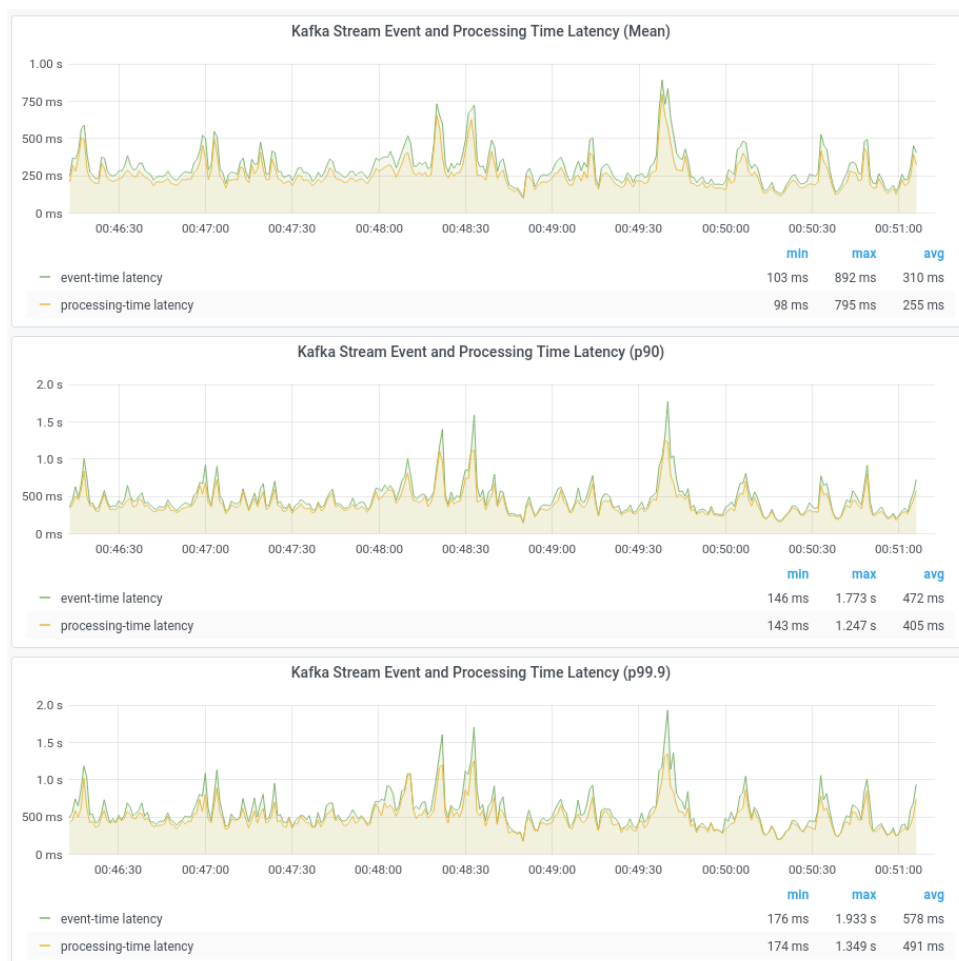 Kafka Stream Event and Processing Time Latency (Mean)
1.00 s
750 ms
500 ms
250 ms
0 ms
00:46:30 00:47:00 00:47:30 00:48:00 00:48:30 00:49:00 00:49:30 00:50:00 00:50:30 00:51:00
min max avg
event-time latency 103 ms 892 ms 310 ms
processing-time latency 98 ms 795 ms 255 ms
Kafka Stream Event and Processing Time Latency (p90)
2.0 s
1.5 s
1.0 s
500 ms
0 ms
00:46:30 00:47:00 00:47:30 00:48:00 00:48:30 00:49:00 00:49:30 00:50:00 00:50:30 00:51:00
min max avg
event-time latency 146 ms 1.773 s 472 ms
processing-time latency 143 ms 1.247 s 405 ms
Kafka Stream Event and Processing Time Latency (p99.9)
2.0 s
1.5 s
1.0 s
500 ms
0 ms
00:46:30 00:47:00 00:47:30 00:48:00 00:48:30 00:49:00 00:49:30 00:50:00 00:50:30 00:51:00
min max avg
event-time latency 176 ms 1.933 s 578 ms
processing-time latency 174 ms 1.349 s 491 ms